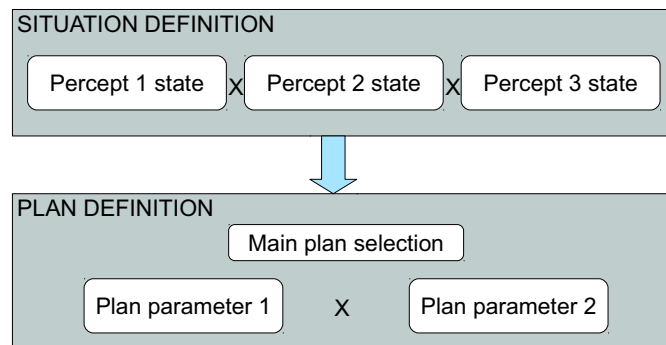 SITUATION DEFINITION
Percept 1 state X Percept 2 state X Percept 3 state
PLAN DEFINITION
Main plan selection
Plan parameter 1 X Plan parameter 2